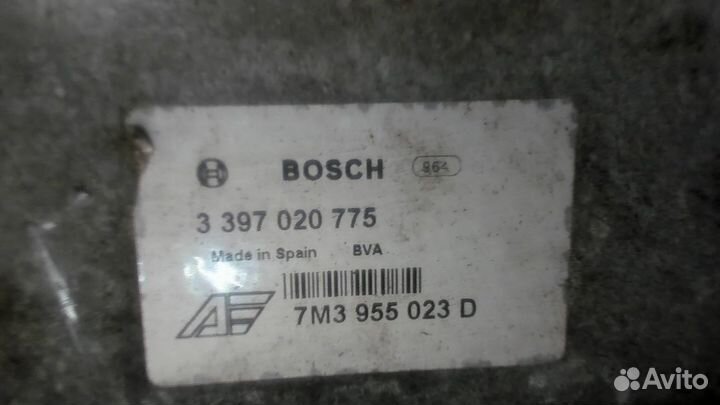 BOSCH 964
3 397 020 775
Made in Spain BVA
7M3 955 023 D
Avito